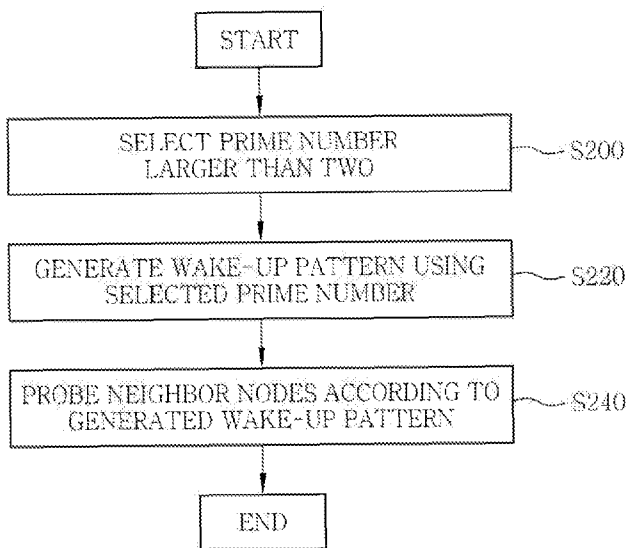 START
SELECT PRIME NUMBER
LARGER THAN TWO
S200
GENERATE WAKE-UP PATTERN USING
SELECTED PRIME NUMBER
S220
PROBE NEIGHBOR NODES ACCORDING TO
GENERATED WAKE-UP PATTERN
S240
END